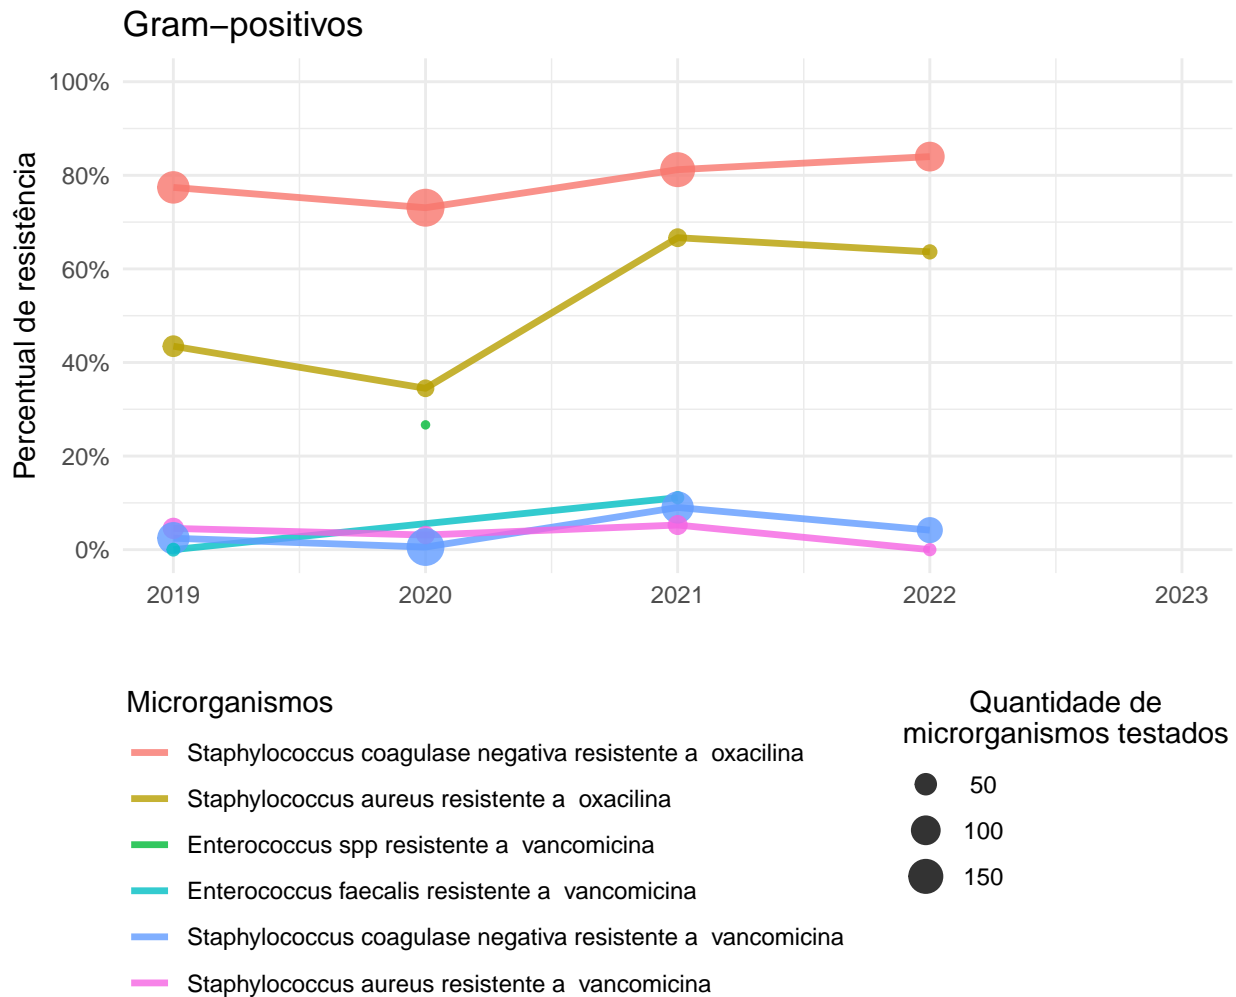 Gram−positivos
Percentual de resistência
100%
80%
60%
40%
20%
0%
2019 2020 2021 2022 2023
Microrganismos
Staphylococcus coagulase negativa resistente a  oxacilina
Staphylococcus aureus resistente a  oxacilina
Enterococcus spp resistente a  vancomicina
Enterococcus faecalis resistente a  vancomicina
Staphylococcus coagulase negativa resistente a  vancomicina
Staphylococcus aureus resistente a  vancomicina
Quantidade de
microrganismos testados
50
100
150